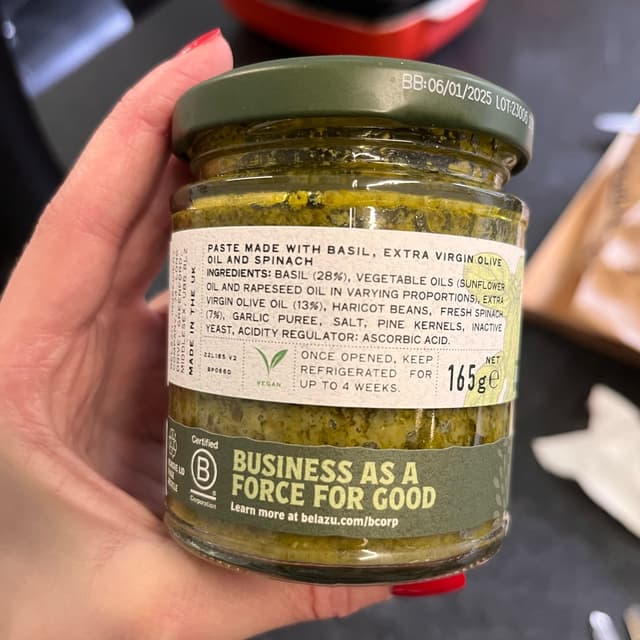 BB:06/01/2025 LOT:23006
PASTE MADE WITH BASIL, EXTRA VIRGIN OLIVE
OIL AND SPINACH
INGREDIENTS: BASIL (28%), VEGETABLE OILS (SUNFLOWER
OIL AND RAPESEED OIL IN VARYING PROPORTIONS), EXTRA
VIRGIN OLIVE OIL (13%), HARICOT BEANS, FRESH SPINACH
(7%), GARLIC PUREE, SALT, PINE KERNELS, INACTIVE
YEAST, ACIDITY REGULATOR: ASCORBIC ACID.
MADE IN THE UK
22L185 V2
VEGAN
ONCE OPENED, KEEP
REFRIGERATED FOR
UP TO 4 WEEKS.
NET
165g℮
Certified
B
Corporation
BUSINESS AS A
FORCE FOR GOOD
Learn more at belazu.com/bcorp